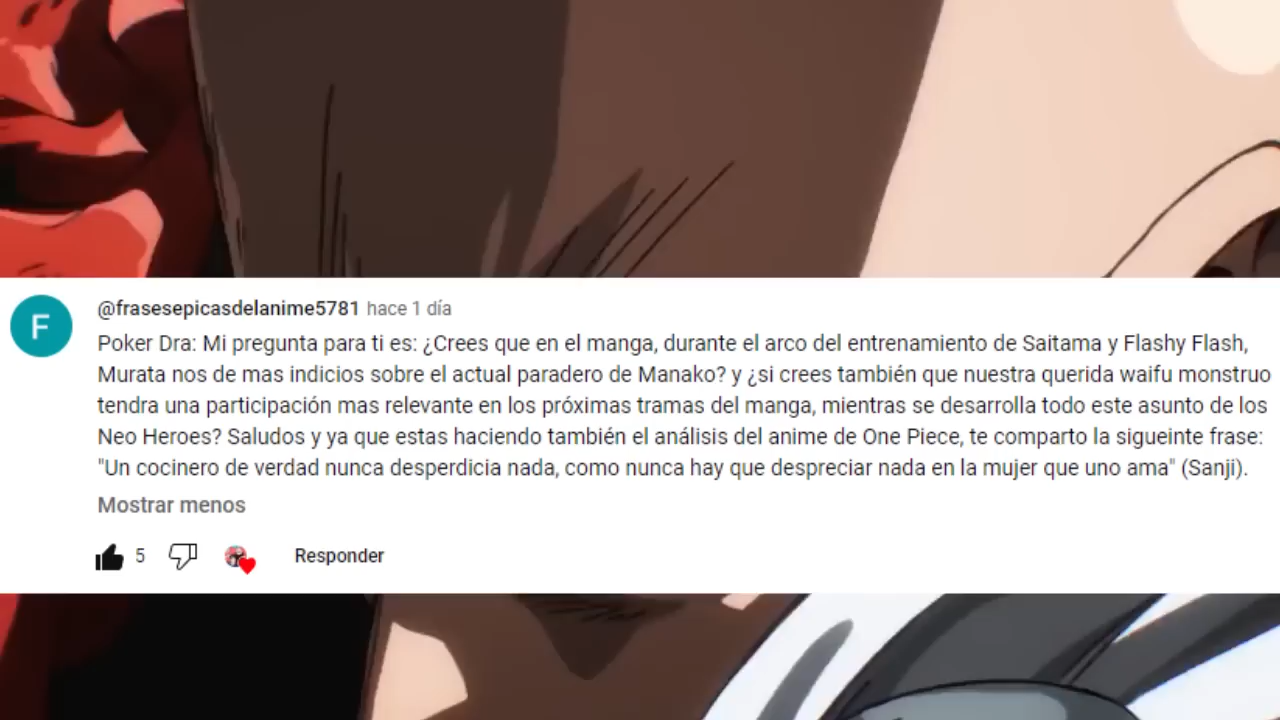 F
@frasesepicasdelanime5781 hace 1 día
Poker Dra: Mi pregunta para ti es: ¿Crees que en el manga, durante el arco del entrenamiento de Saitama y Flashy Flash,
Murata nos de mas indicios sobre el actual paradero de Manako? y ¿si crees también que nuestra querida waifu monstruo
tendra una participación mas relevante en los próximas tramas del manga, mientras se desarrolla todo este asunto de los
Neo Heroes? Saludos y ya que estas haciendo también el análisis del anime de One Piece, te comparto la sigueinte frase:
"Un cocinero de verdad nunca desperdicia nada, como nunca hay que despreciar nada en la mujer que uno ama" (Sanji).
Mostrar menos
5 Responder